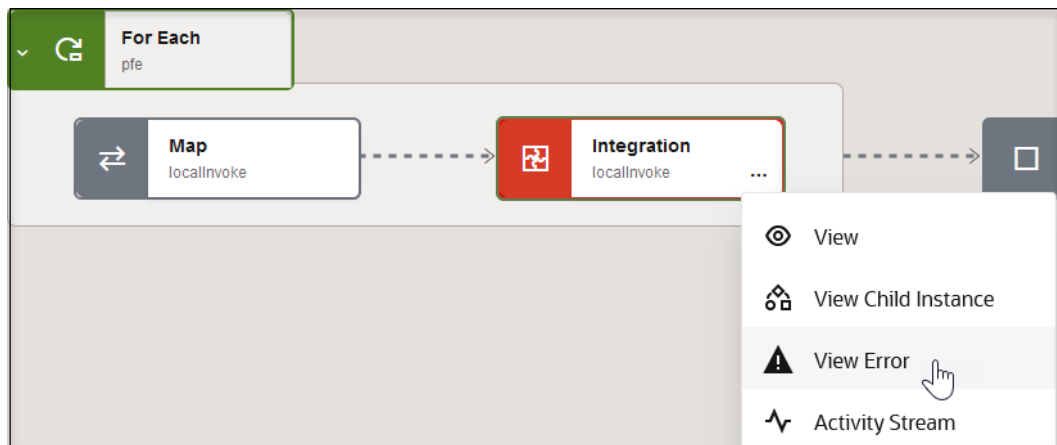 For Each
pfe
Map
localInvoke
Integration
localInvoke
...
View
View Child Instance
View Error
Activity Stream